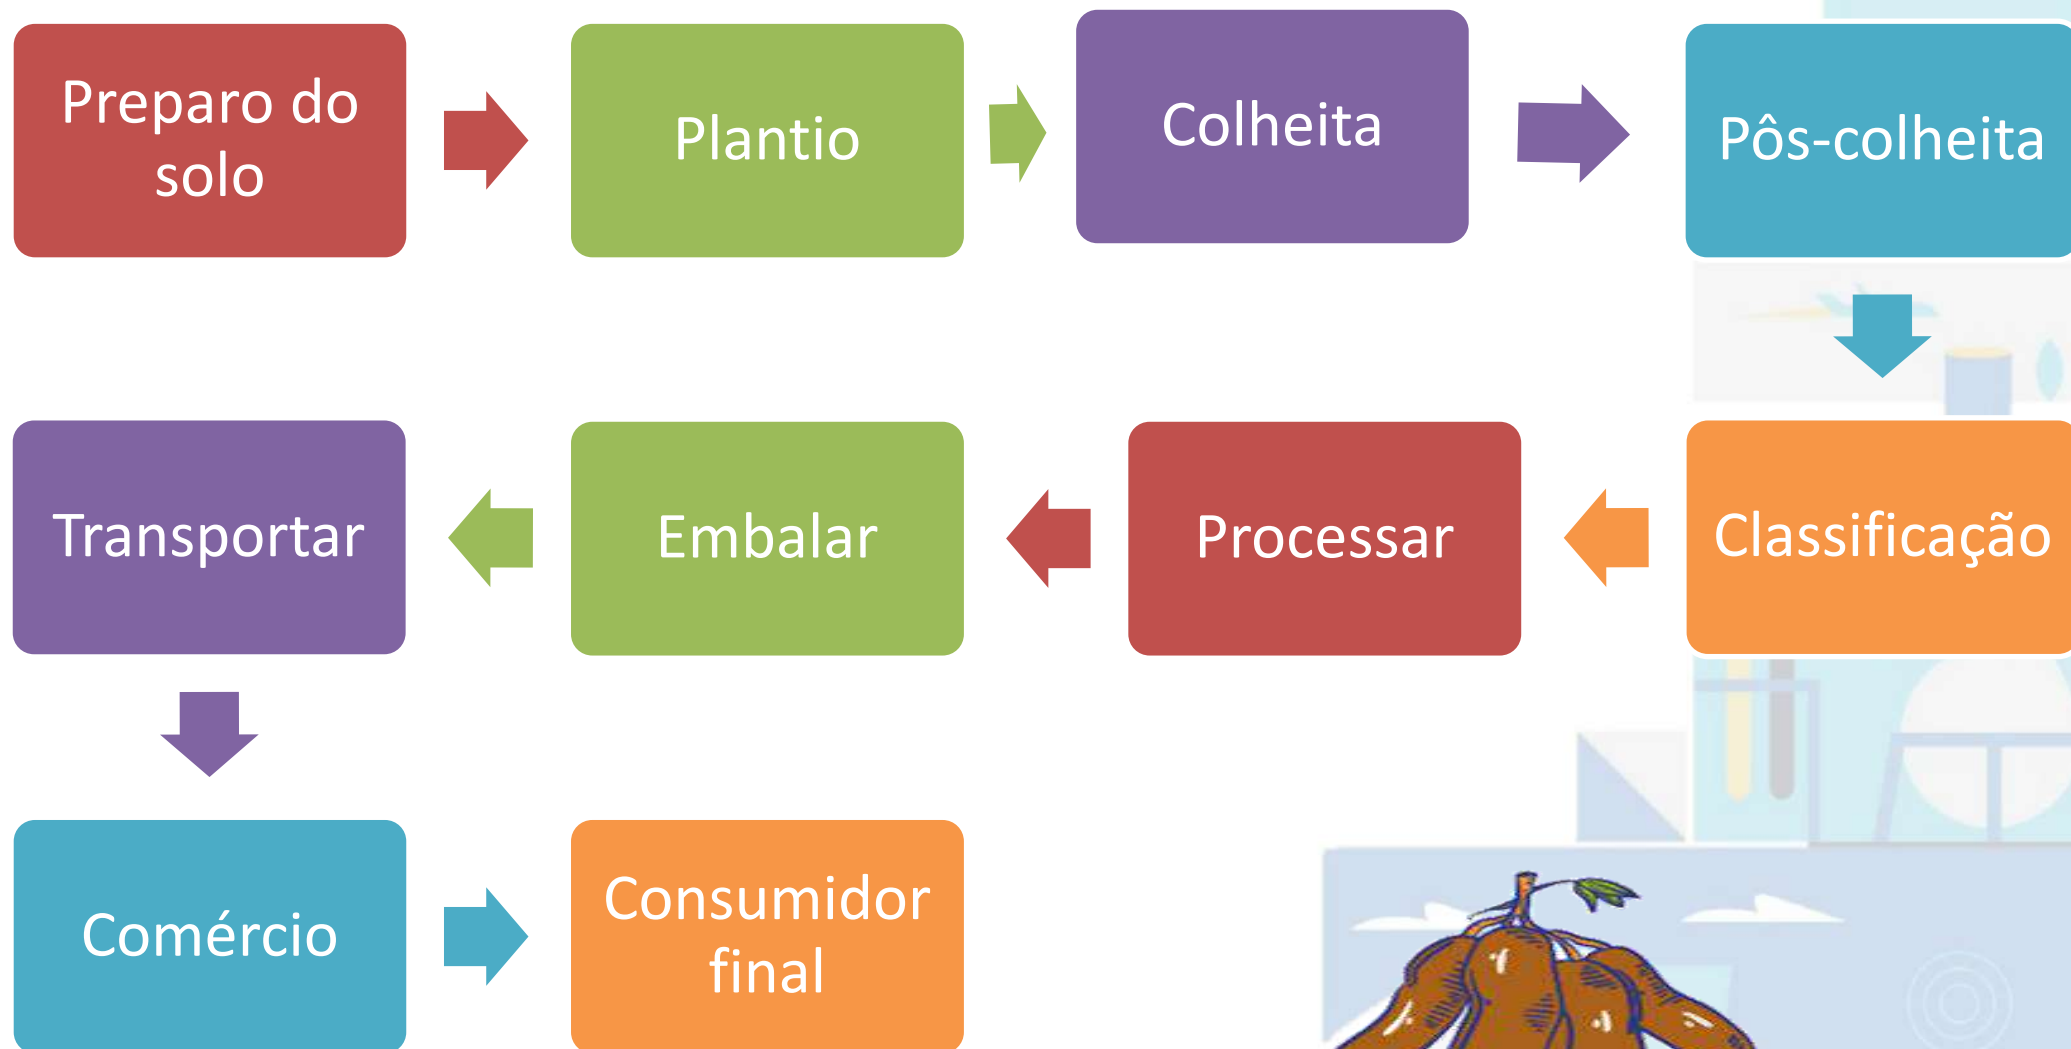 Preparo do
solo
Plantio
Colheita
Pôs-colheita
Classificação
Processar
Embalar
Transportar
Comércio
Consumidor
final